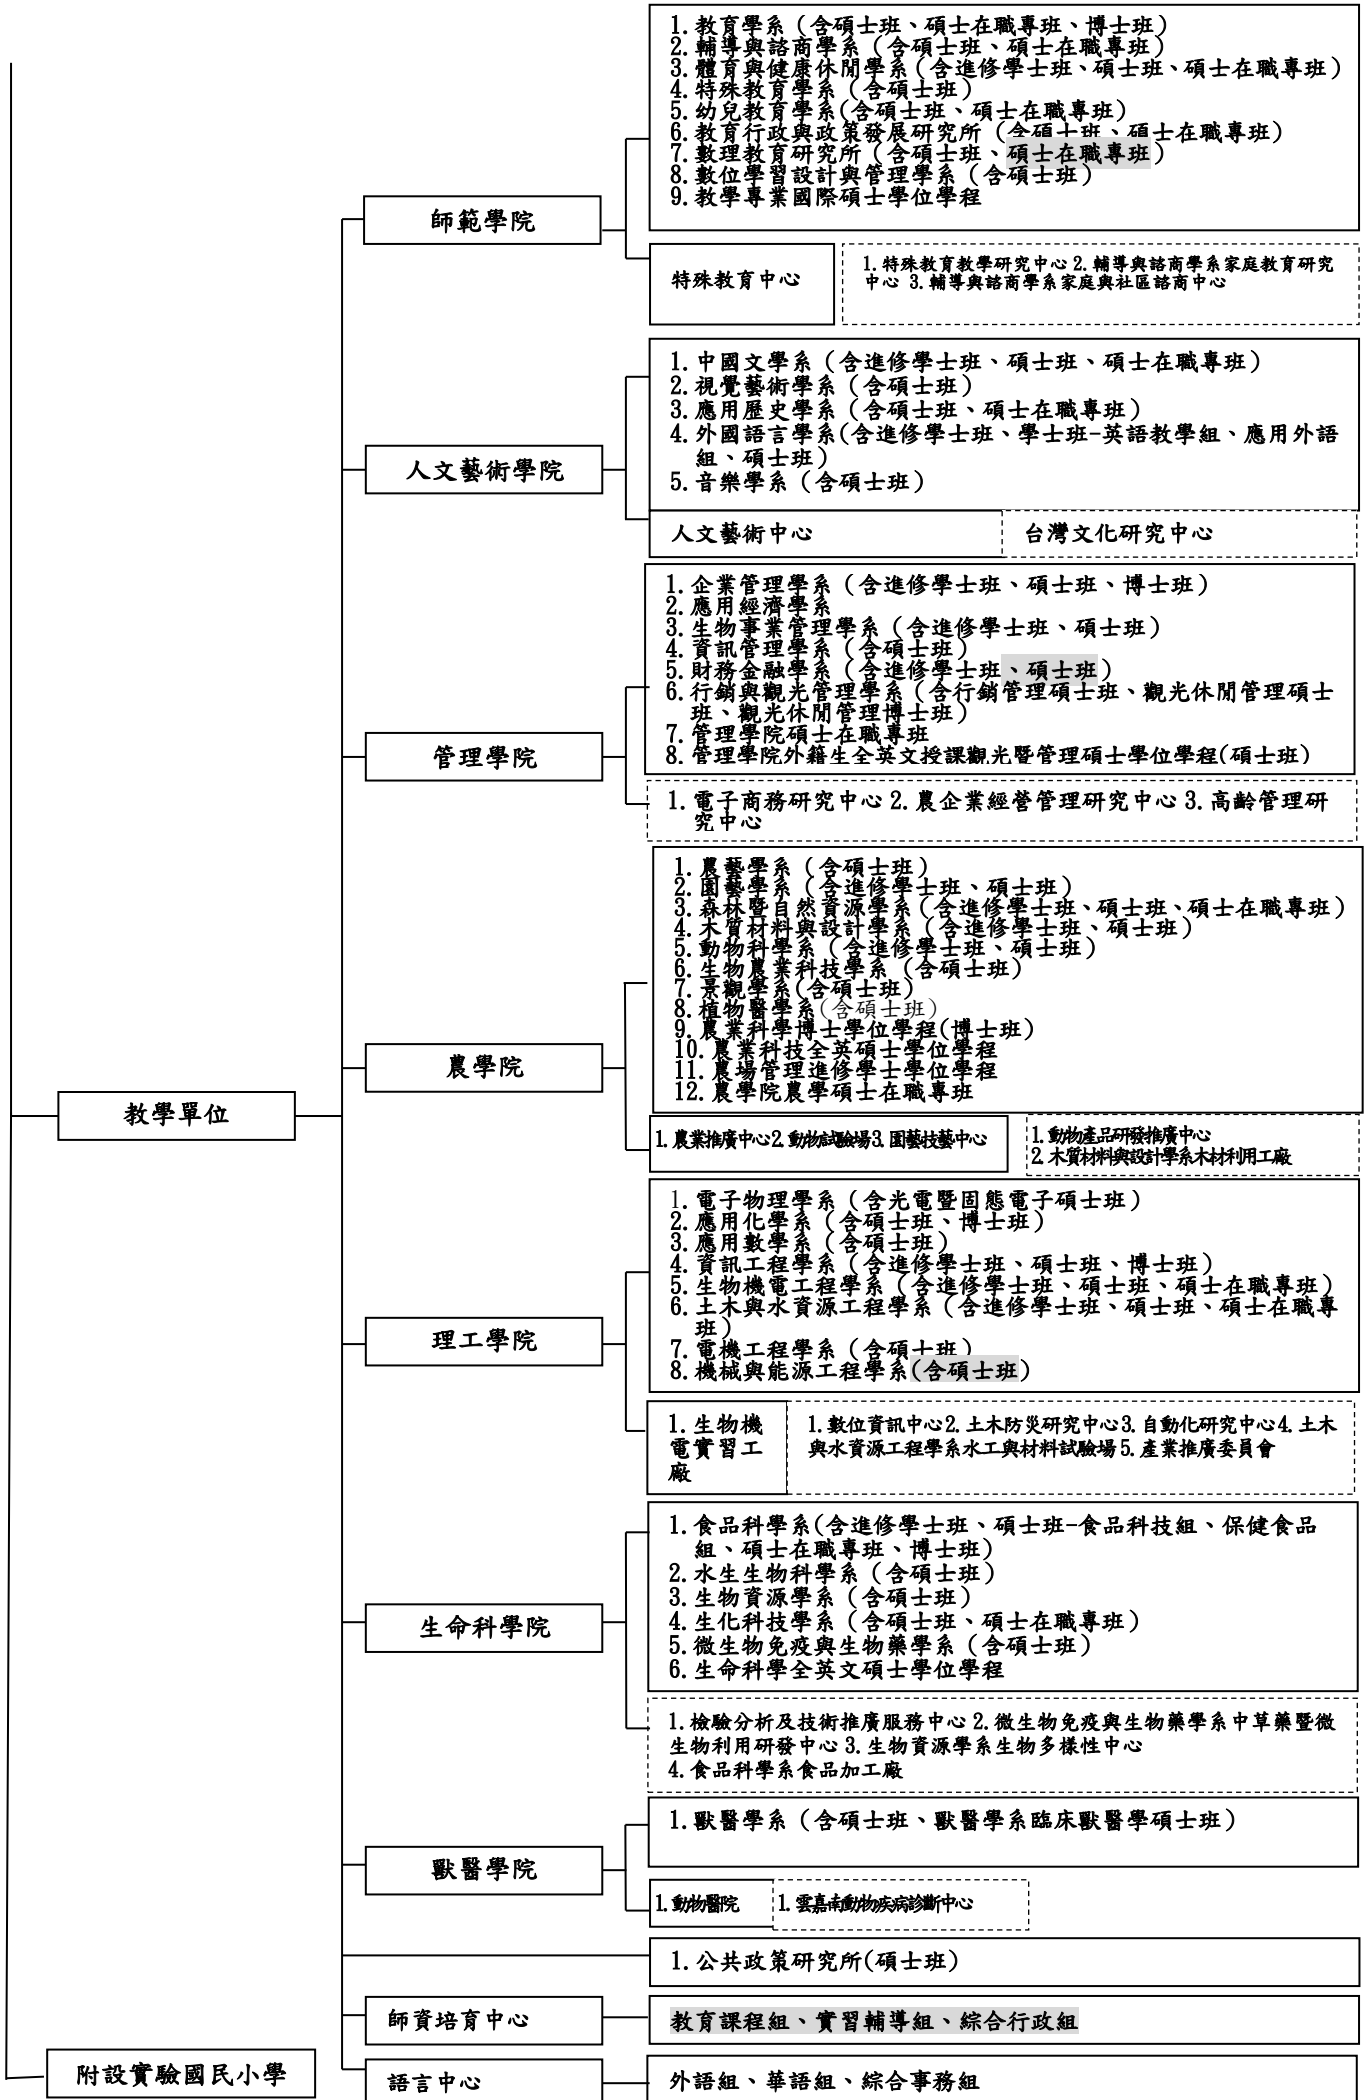 1.教育學系（含碩士班、碩士在職專班、博士班）
2.輔導與諮商學系（含碩士班、碩士在職專班）
3.體育與健康休閒學系(含進修學士班、碩士班、碩士在職專班）
4.特殊教育學系（含碩士班）
5.幼兒教育學系(含碩士班、碩士在職專班）
6.教育行政與政策發展研究所（含碩士班、碩士在職專班）
7.數理教育研究所（含碩士班、碩士在職專班）
8.數位學習設計與管理學系（含碩士班）
9.教學專業國際碩士學位學程
師範學院
特殊教育中心
1.特殊教育教學研究中心 2.輔導與諮商學系家庭教育研究
中心 3.輔導與諮商學系家庭與社區諮商中心
1.中國文學系（含進修學士班、碩士班、碩士在職專班）
2.視覺藝術學系（含碩士班）
3.應用歷史學系（含碩士班、碩士在職專班）
4.外國語言學系(含進修學士班、學士班-英語教學組、應用外語
組、碩士班）
5.音樂學系（含碩士班）
人文藝術學院
人文藝術中心
台灣文化研究中心
1.企業管理學系（含進修學士班、碩士班、博士班）
2.應用經濟學系
3.生物事業管理學系（含進修學士班、碩士班）
4.資訊管理學系（含碩士班）
5.財務金融學系（含進修學士班、碩士班）
6.行銷與觀光管理學系（含行銷管理碩士班、觀光休閒管理碩士
班、觀光休閒管理博士班）
7.管理學院碩士在職專班
8.管理學院外籍生全英文授課觀光暨管理碩士學位學程(碩士班)
管理學院
1.電子商務研究中心 2.農企業經營管理研究中心 3.高齡管理研
究中心
1.農藝學系（含碩士班）
2.園藝學系（含進修學士班、碩士班）
3.森林暨自然資源學系(含進修學士班、碩士班、碩士在職專班）
4.木質材料與設計學系（含進修學士班、碩士班）
5.動物科學系（含進修學士班、碩士班）
6.生物農業科技學系（含碩士班）
7.景觀學系(含碩士班)
8.植物醫學系(含碩士班)
9.農業科學博士學位學程(博士班)
10.農業科技全英碩士學位學程
11.農場管理進修學士學位學程
12.農學院農學碩士在職專班
農學院
教學單位
1.農業推廣中心2.動物試驗場3.園藝技藝中心
1.動物產品研發推廣中心
2.木質材料與設計學系木材利用工廠
1.電子物理學系（含光電暨固態電子碩士班）
2.應用化學系（含碩士班、博士班）
3.應用數學系（含碩士班）
4.資訊工程學系（含進修學士班、碩士班、博士班）
5.生物機電工程學系（含進修學士班、碩士班、碩士在職專班）
6.土木與水資源工程學系（含進修學士班、碩士班、碩士在職專
班）
7.電機工程學系（含碩士班）
8.機械與能源工程學系(含碩士班)
理工學院
1.生物機
電實習工
廠
1.數位資訊中心2.土木防災研究中心3.自動化研究中心4.土木
與水資源工程學系水工與材料試驗場5.產業推廣委員會
1.食品科學系(含進修學士班、碩士班-食品科技組、保健食品
組、碩士在職專班、博士班)
2.水生生物科學系（含碩士班）
3.生物資源學系（含碩士班）
4.生化科技學系（含碩士班、碩士在職專班）
5.微生物免疫與生物藥學系（含碩士班）
6.生命科學全英文碩士學位學程
生命科學院
1.檢驗分析及技術推廣服務中心 2.微生物免疫與生物藥學系中草藥暨微
生物利用研發中心 3.生物資源學系生物多樣性中心
4.食品科學系食品加工廠
1.獸醫學系（含碩士班、獸醫學系臨床獸醫學碩士班）
獸醫學院
1.動物醫院
1.雲嘉南動物疾病診斷中心
1.公共政策研究所(碩士班)
師資培育中心
教育課程組、實習輔導組、綜合行政組
附設實驗國民小學
語言中心
外語組、華語組、綜合事務組